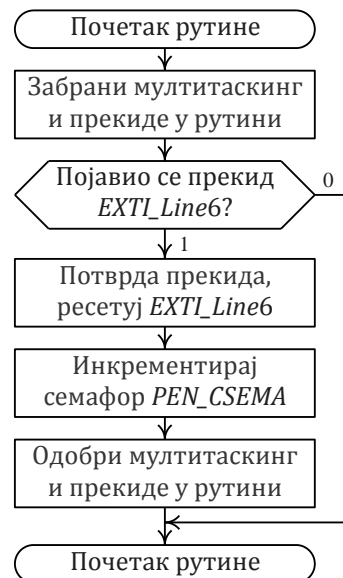 Почетак рутине
Забрани мултитаскинг
и прекиде у рутини
Појавио се прекид
EXTI_Line6?
0
1
Потврда прекида,
ресетуј EXTI_Line6
Инкрементирај
семафор PEN_CSEMA
Одобри мултитаскинг
и прекиде у рутини
Почетак рутине